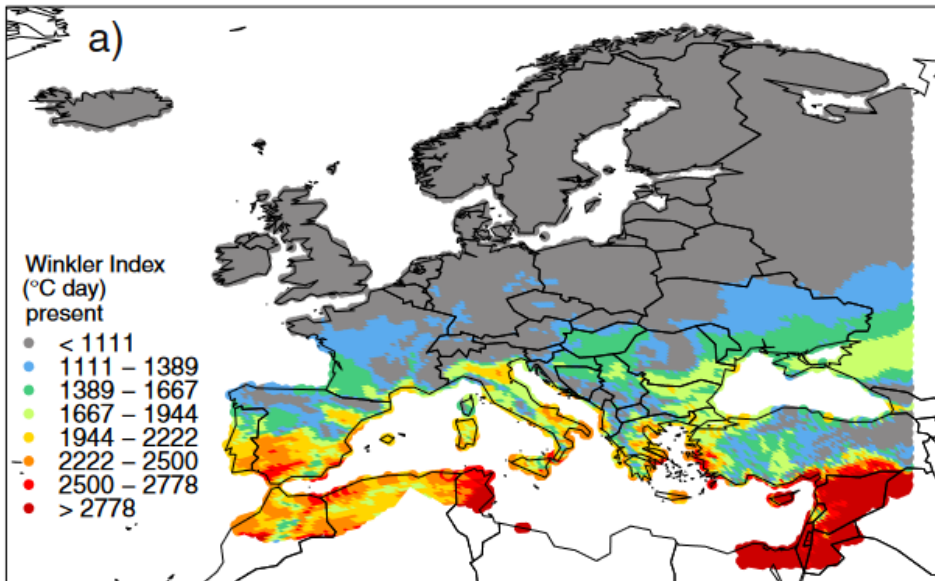 a)
Winkler Index
(°C day)
present
< 1111
1111 – 1389
1389 – 1667
1667 – 1944
1944 – 2222
2222 – 2500
2500 – 2778
> 2778